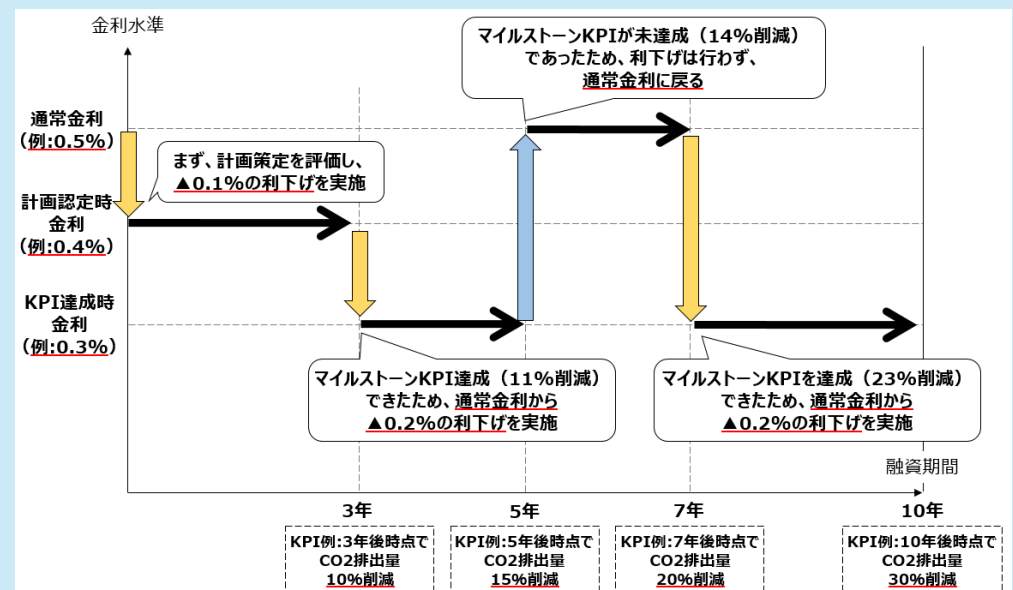 金利水準
マイルストーンKPIが未達成（14%削減）
であったため、利下げは行わず、
通常金利に戻る
通常金利
（例:0.5%）
まず、計画策定を評価し、
▲0.1%の利下げを実施
計画認定時
金利
（例:0.4%）
KPI達成時
金利
（例:0.3%）
マイルストーンKPI達成（11%削減）
できたため、通常金利から
▲0.2%の利下げを実施
マイルストーンKPIを達成（23%削減）
できたため、通常金利から
▲0.2%の利下げを実施
融資期間
3年
5年
7年
10年
KPI例:3年後時点で
CO2排出量
10%削減
KPI例:5年後時点で
CO2排出量
15%削減
KPI例:7年後時点で
CO2排出量
20%削減
KPI例:10年後時点で
CO2排出量
30%削減